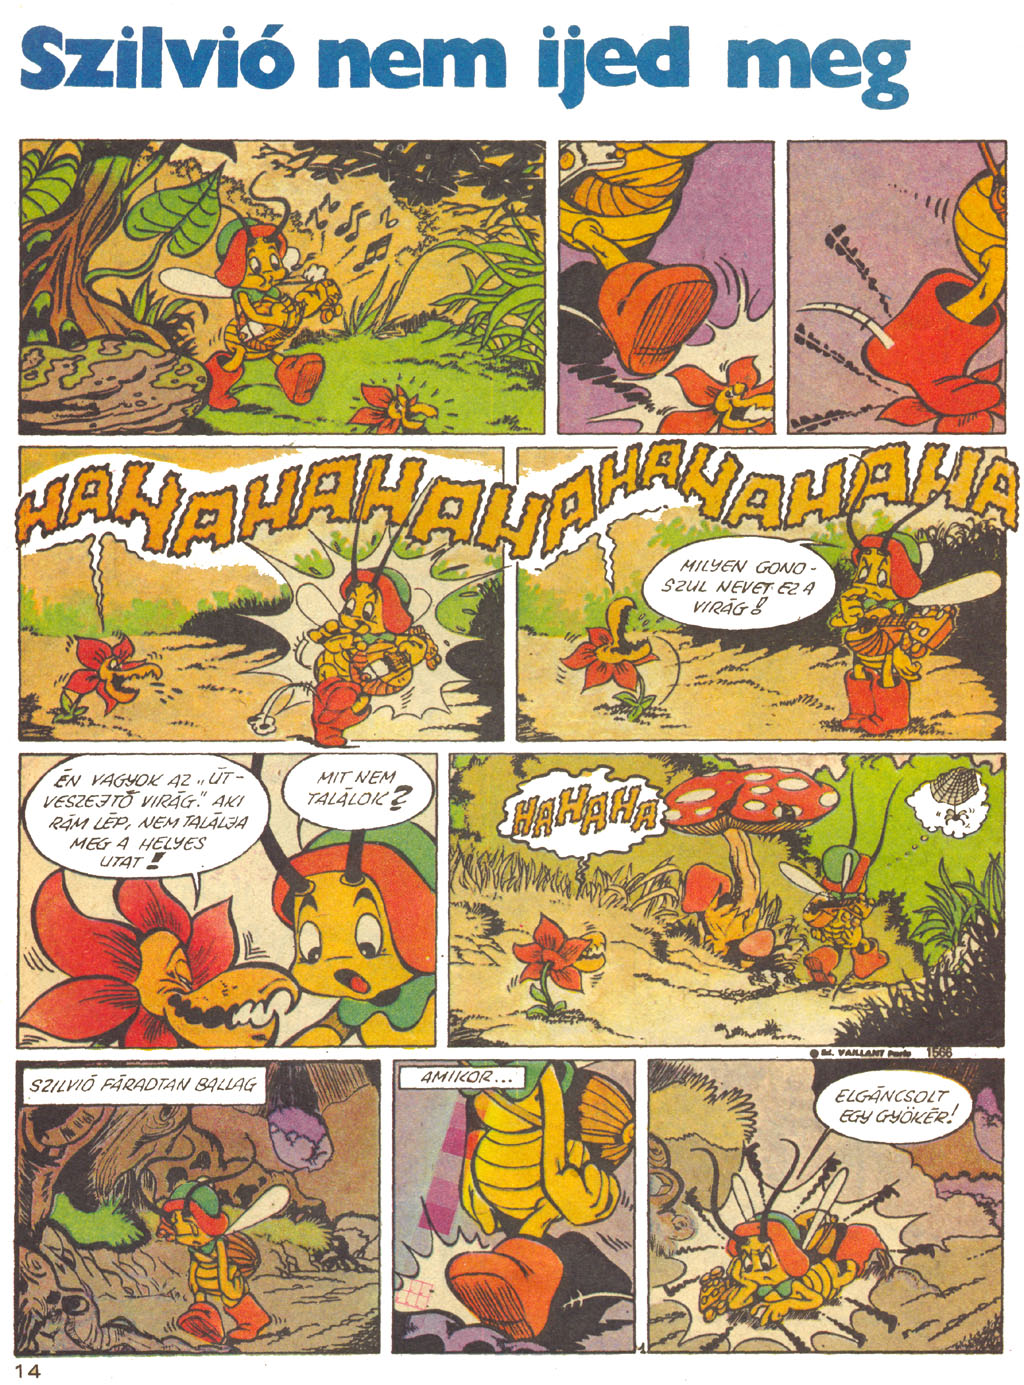 Szilvió nem ijed meg
HAHAHAHAHAHA
HAHAHAHAHAHA
MILYEN GONO-
SZUL NEVET EZ A
VIRÁG!
ÉN VAGYOK AZ „ÚT-
VESZEJTŐ VIRÁG." AKI
RÁM LÉP, NEM TALÁLJA
MEG A HELYES
UTAT!
MIT NEM
TALÁLOK?
HAHAHA
© Ed. VAILLANT Paris 1566
SZILVIÓ FÁRADTAN BALLAG
AMIKOR...
ELGÁNCSOLT
EGY GYÖKÉR!
14